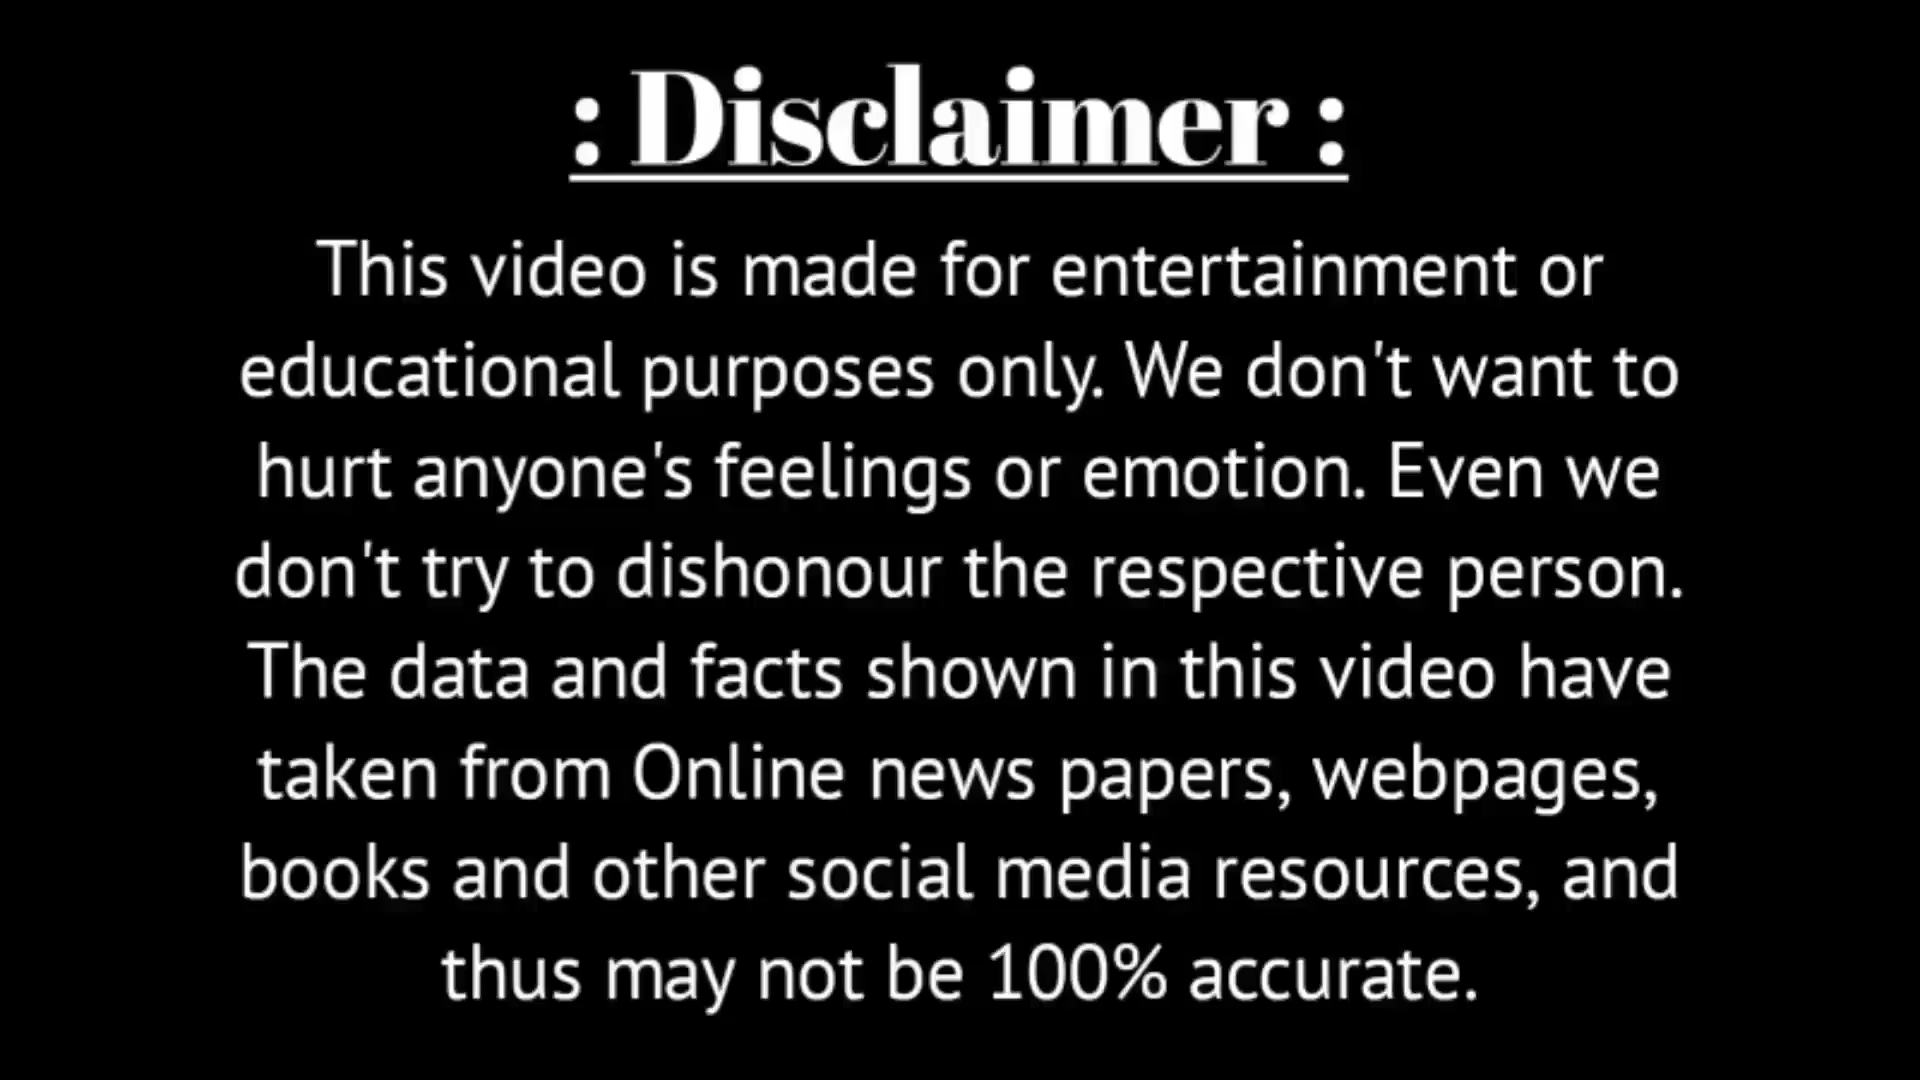 : Disclaimer :
This video is made for entertainment or
educational purposes only. We don't want to
hurt anyone's feelings or emotion. Even we
don't try to dishonour the respective person.
The data and facts shown in this video have
taken from Online news papers, webpages,
books and other social media resources, and
thus may not be 100% accurate.